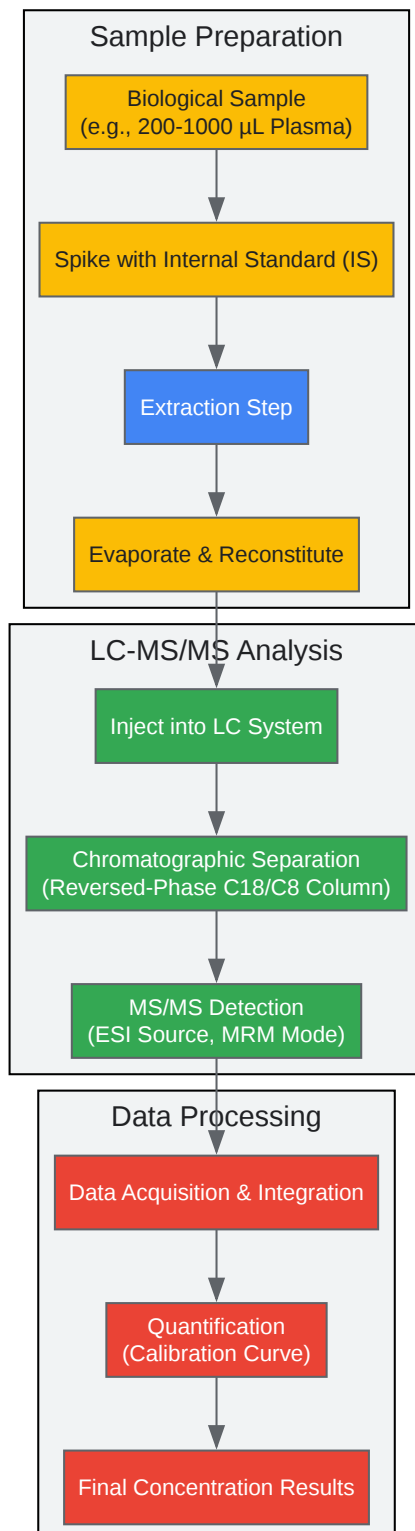 Sample Preparation
Biological Sample
(e.g., 200-1000 µL Plasma)
Spike with Internal Standard (IS)
Extraction Step
Evaporate & Reconstitute
LC-MS/MS Analysis
Inject into LC System
Chromatographic Separation
(Reversed-Phase C18/C8 Column)
MS/MS Detection
(ESI Source, MRM Mode)
Data Processing
Data Acquisition & Integration
Quantification
(Calibration Curve)
Final Concentration Results